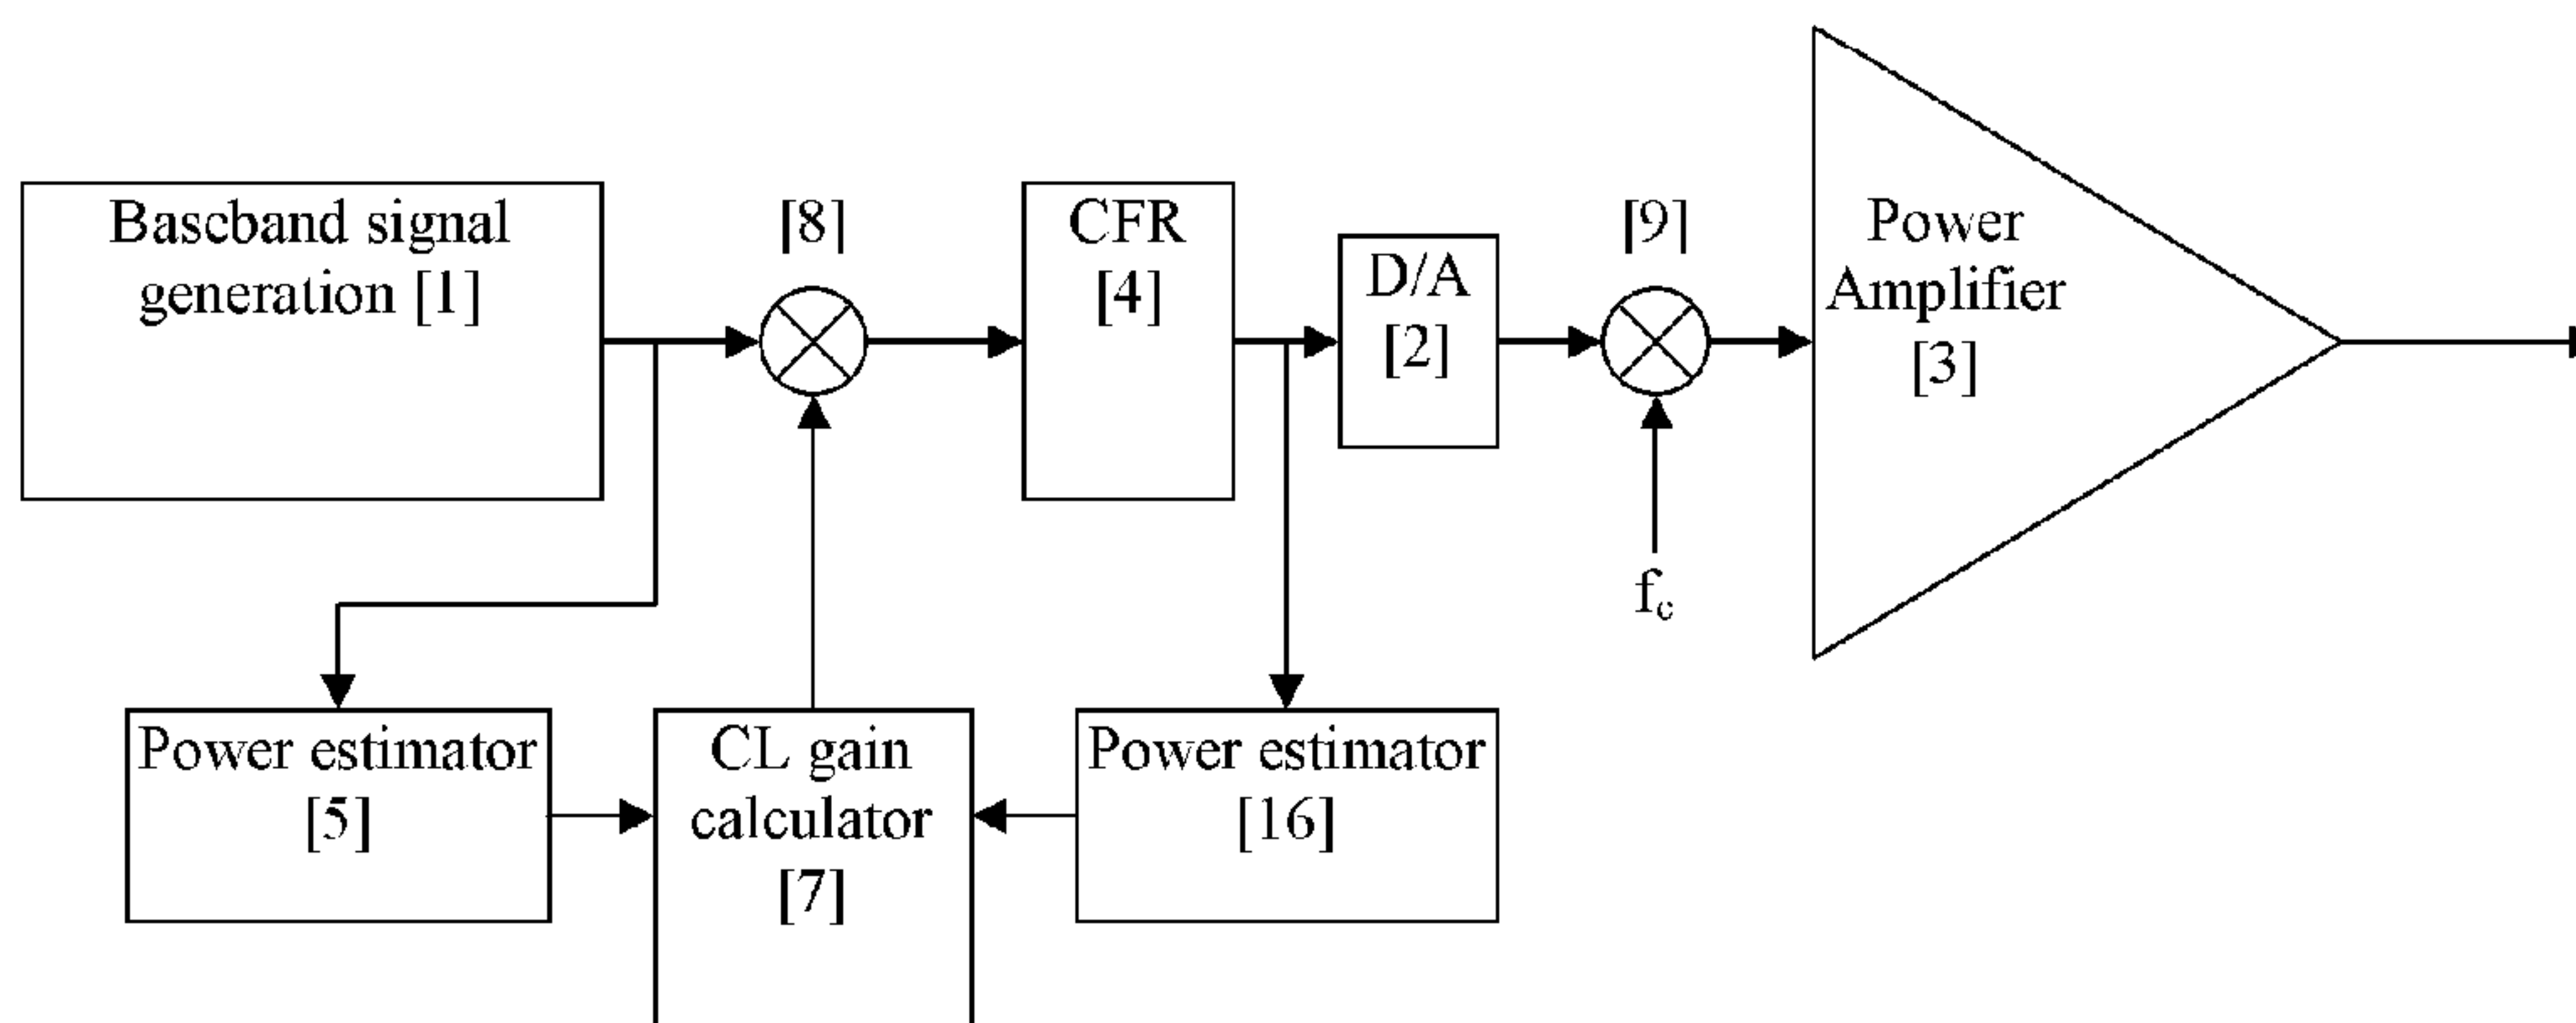 Bascband signal
generation [1]
[8]
CFR
[4]
D/A
[2]
[9]
fc
Power
Amplifier
[3]
Power estimator
[5]
CL gain
calculator
[7]
Power estimator
[16]